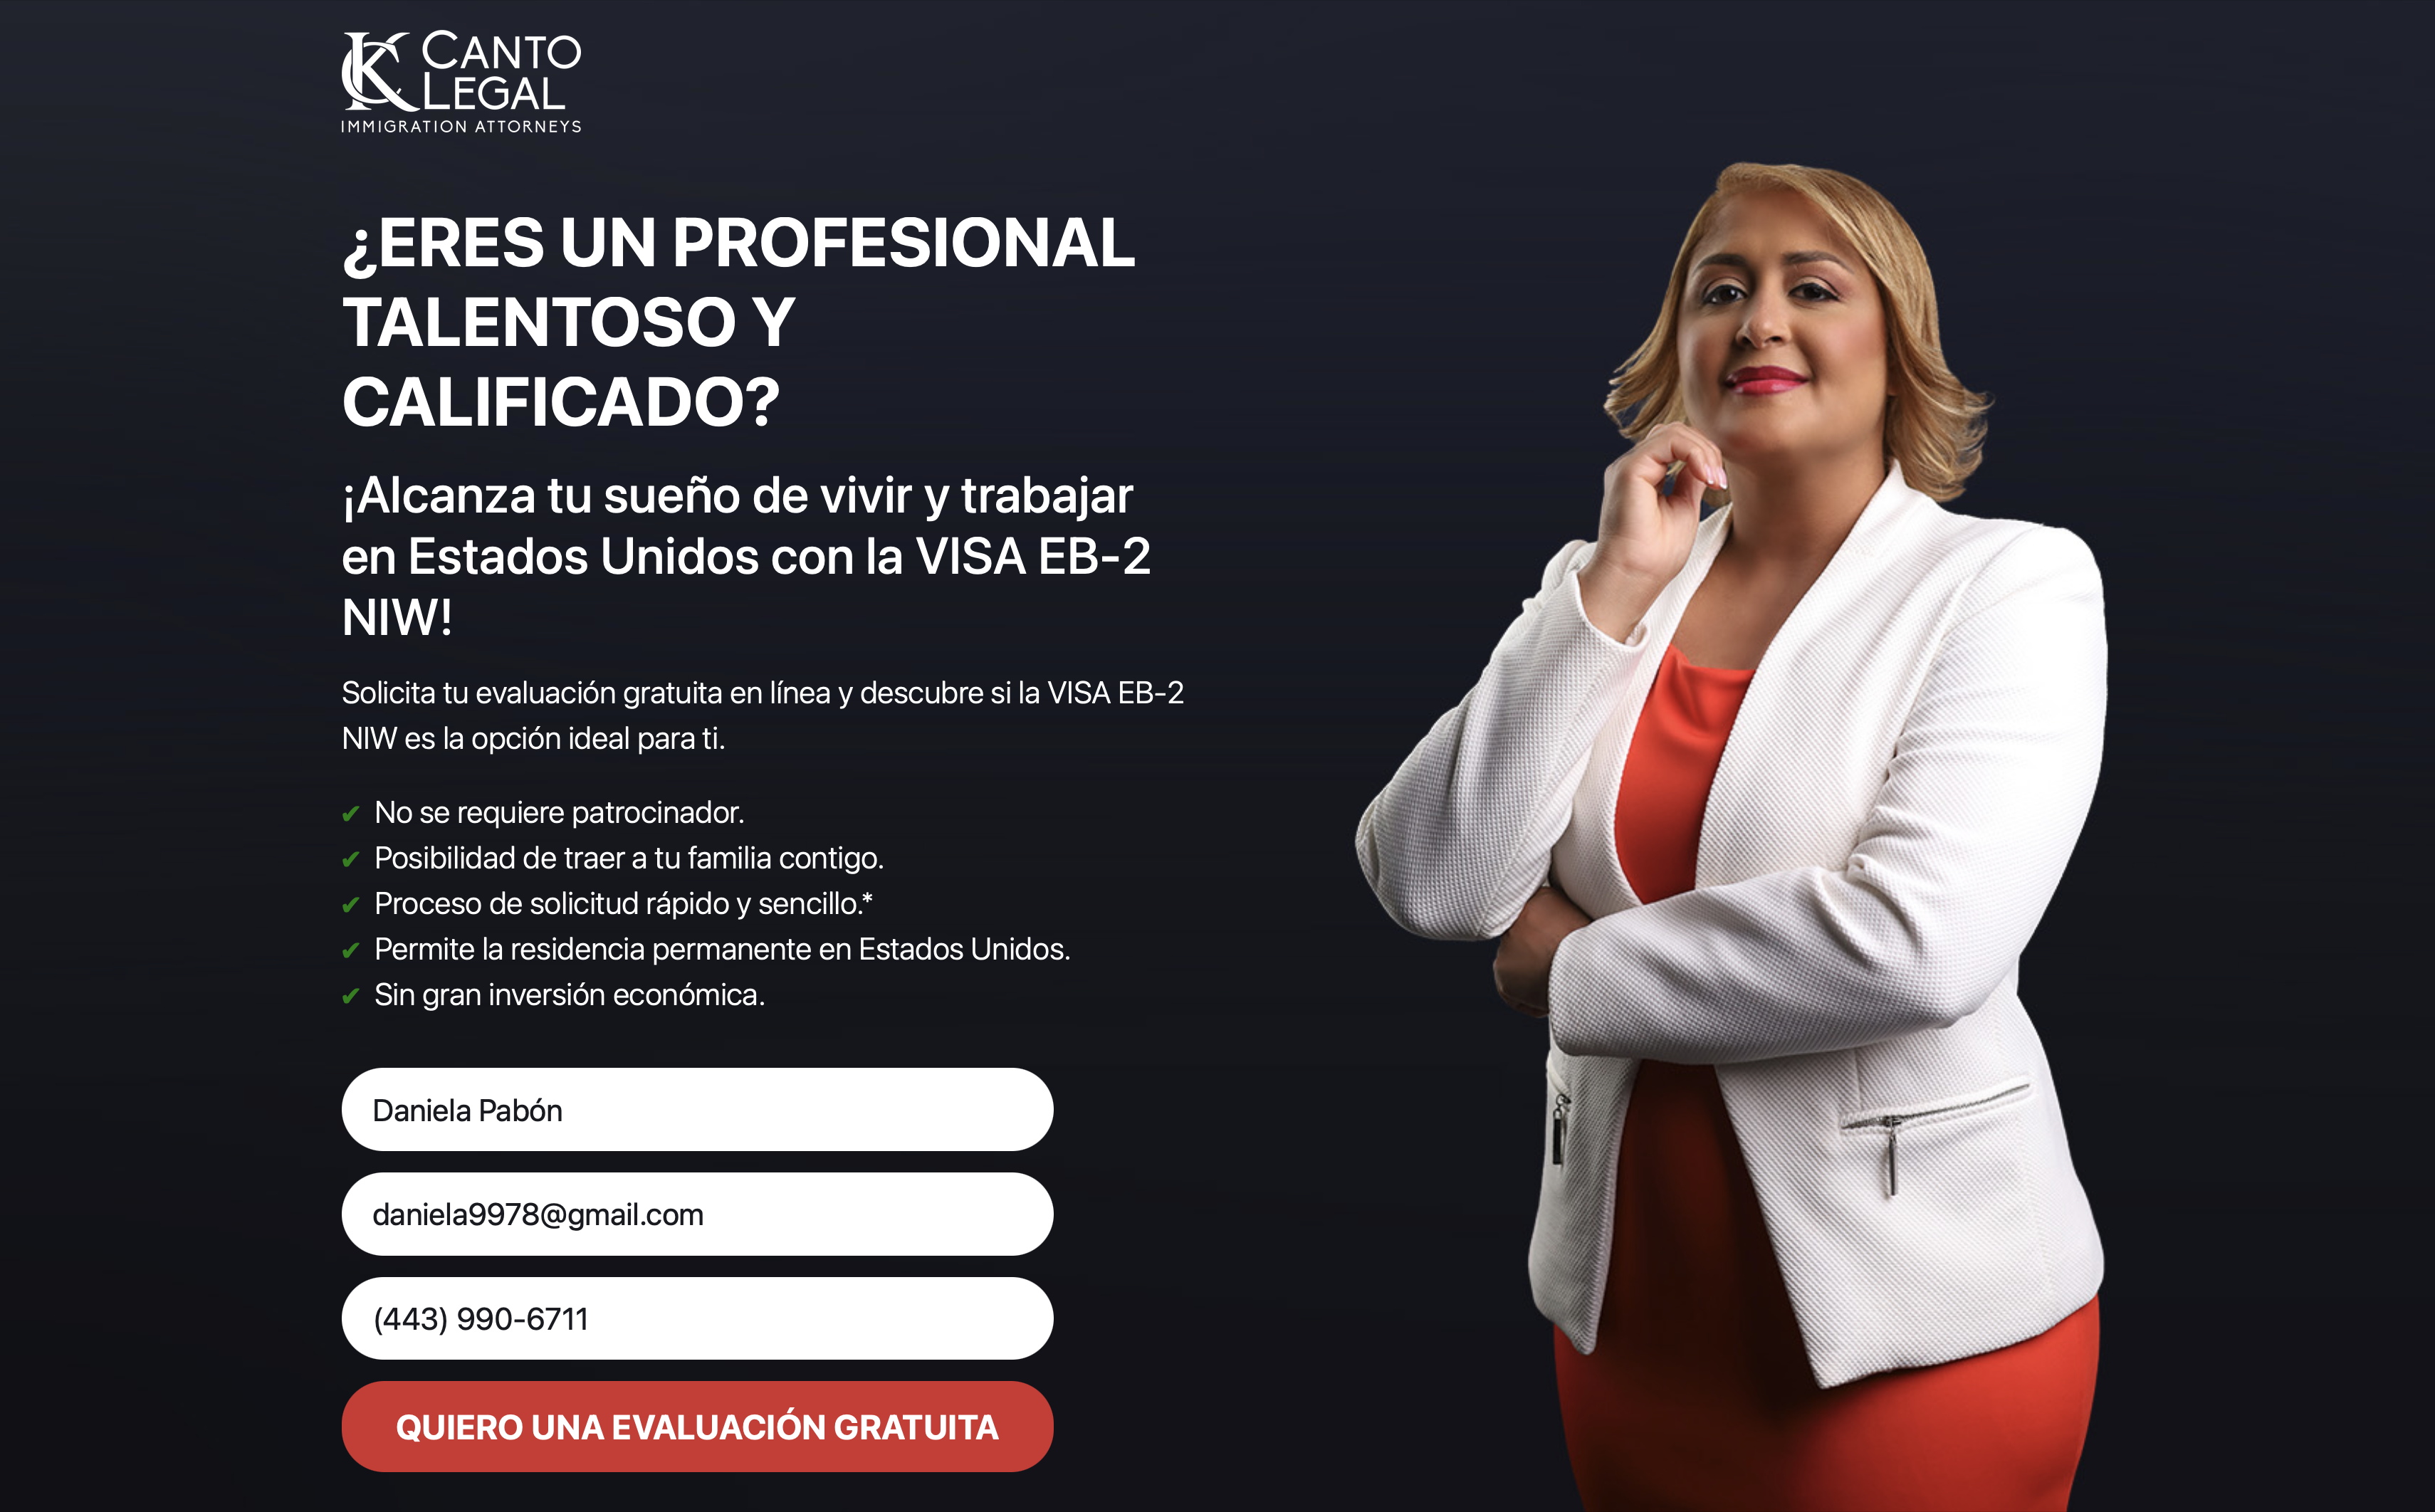 CANTO
LEGAL
IMMIGRATION ATTORNEYS
¿ERES UN PROFESIONAL
TALENTOSO Y
CALIFICADO?
¡Alcanza tu sueño de vivir y trabajar
en Estados Unidos con la VISA EB-2
NIW!
Solicita tu evaluación gratuita en línea y descubre si la VISA EB-2
NIW es la opción ideal para ti.
✔ No se requiere patrocinador.
✔ Posibilidad de traer a tu familia contigo.
✔ Proceso de solicitud rápido y sencillo.*
✔ Permite la residencia permanente en Estados Unidos.
✔ Sin gran inversión económica.
Daniela Pabón
daniela9978@gmail.com
(443) 990-6711
QUIERO UNA EVALUACIÓN GRATUITA